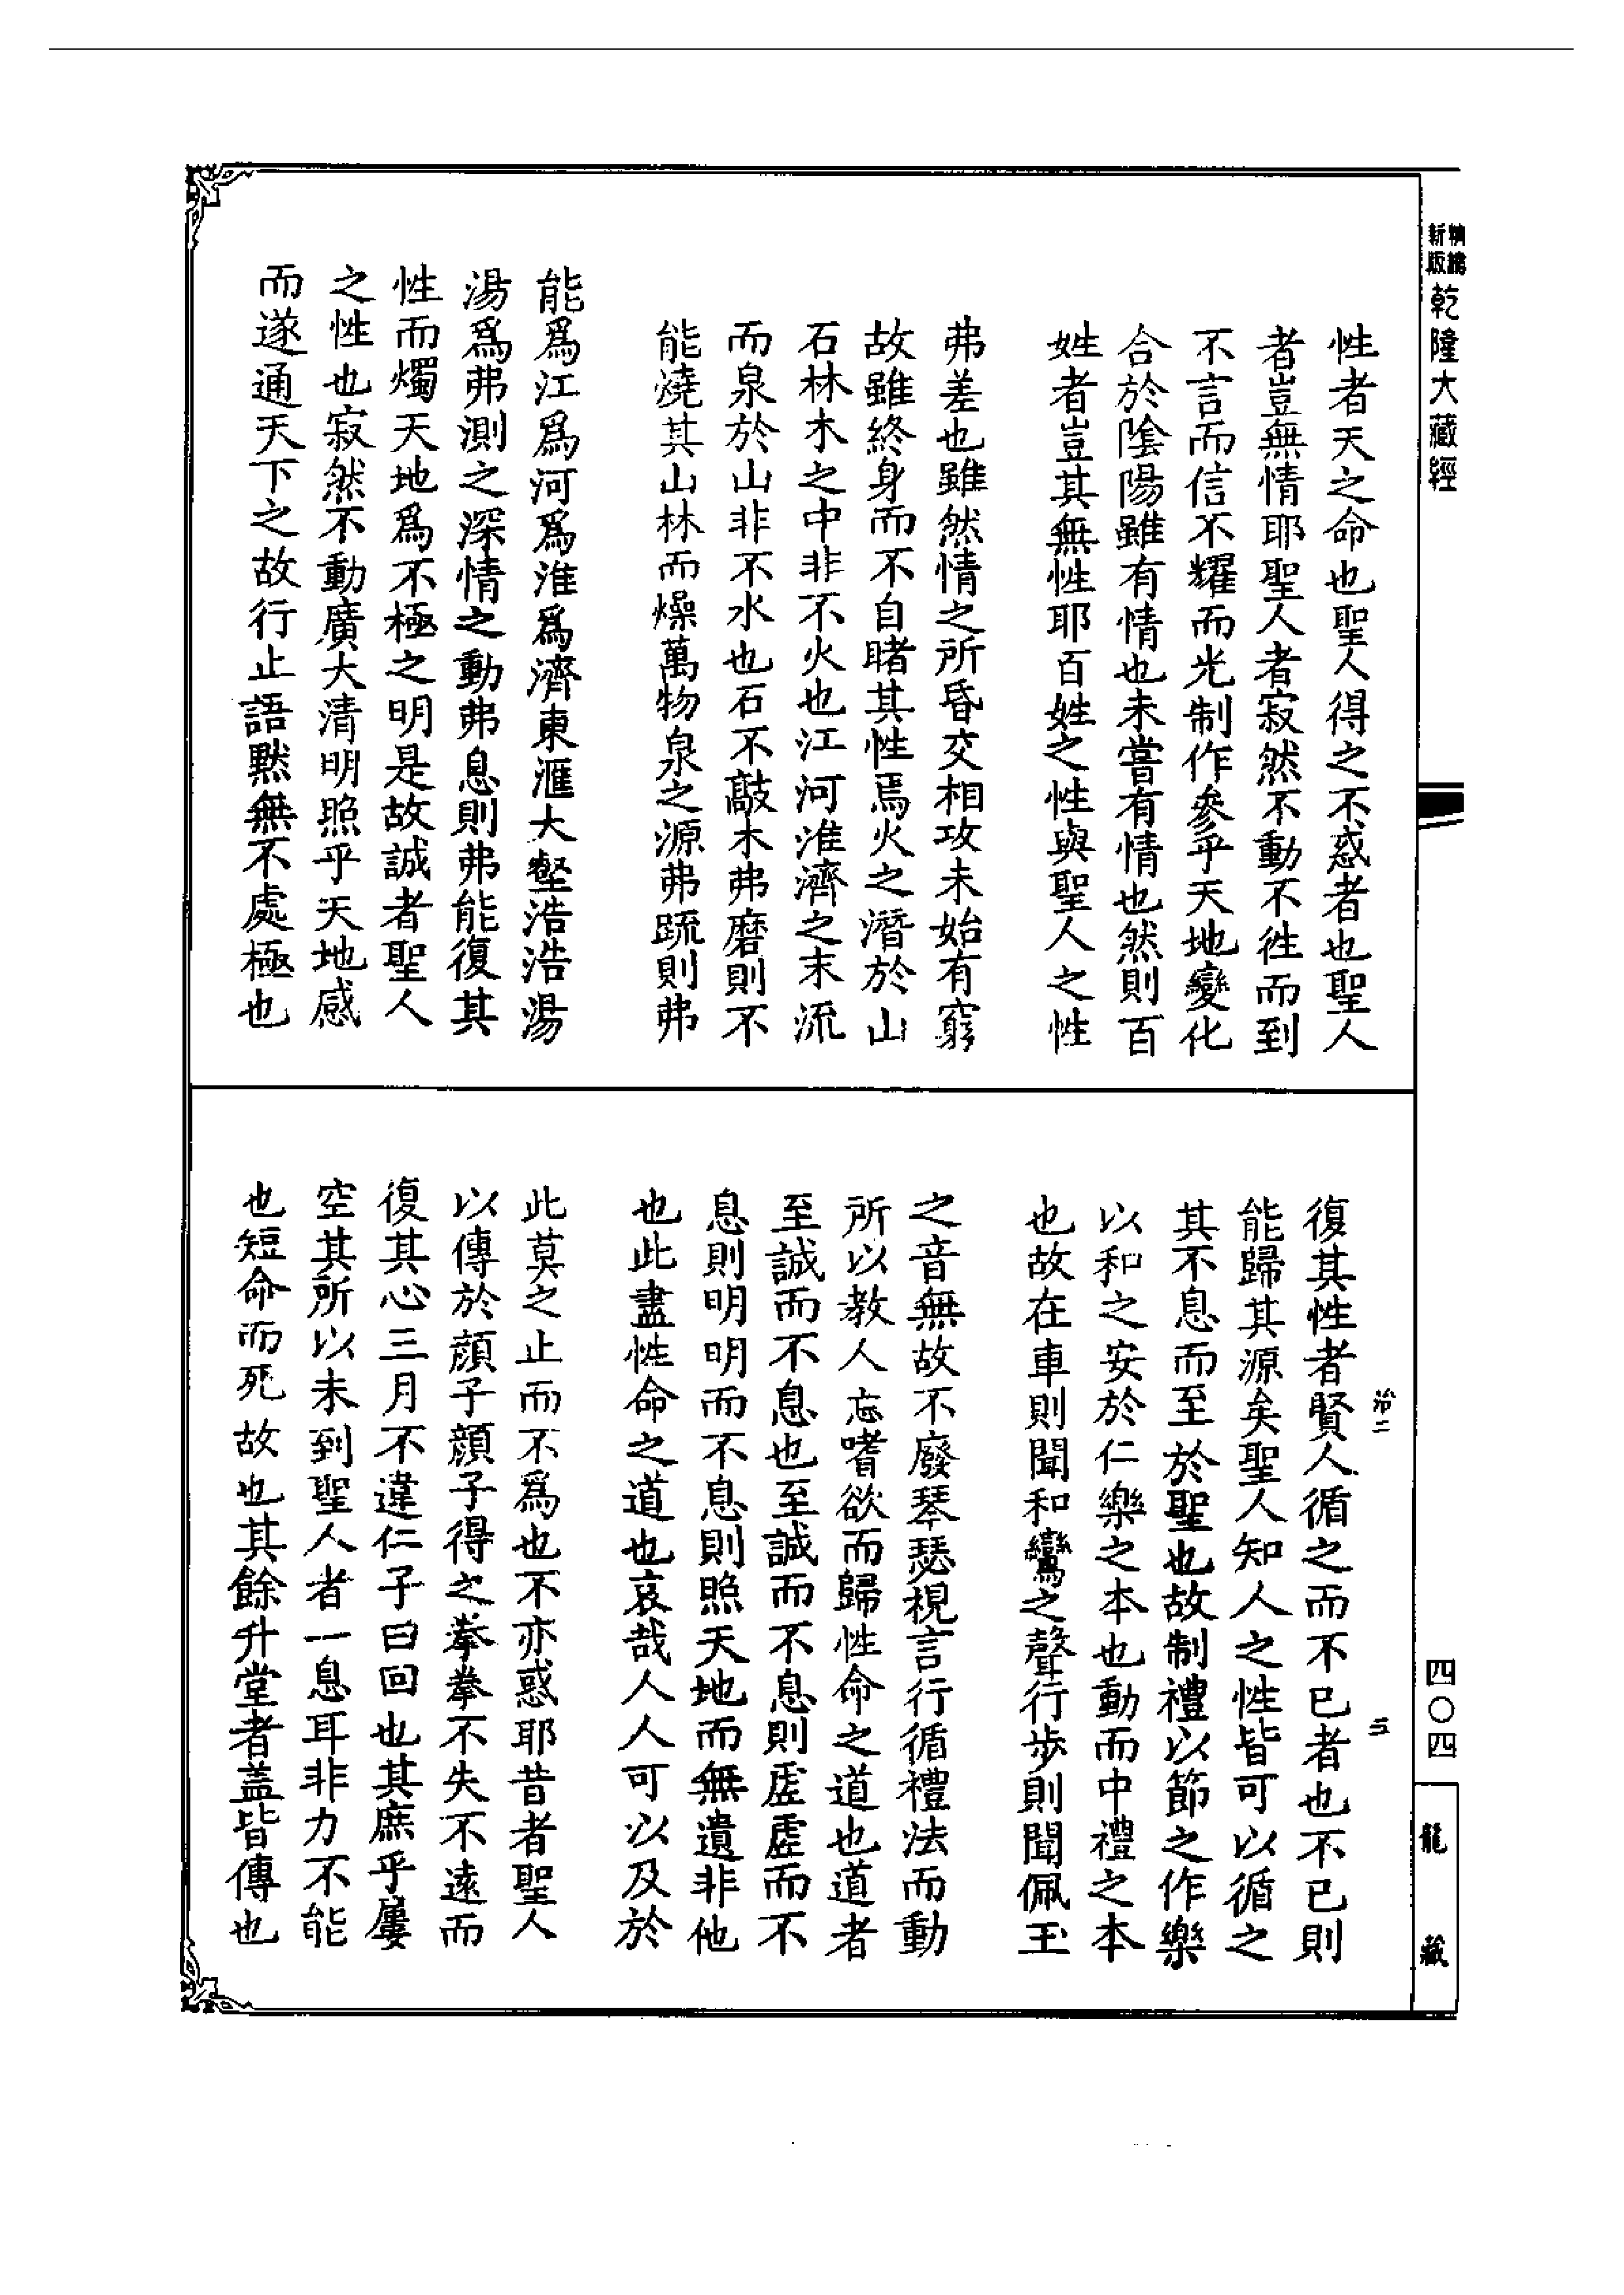 精縮新版乾隆大藏經
性者天之命也聖人得之不惑者也聖人
者豈無情耶聖人者寂然不動不徃而到
不言而信不耀而光制作參乎天地變化
合於陰陽雖有情也未嘗有情也然則百
姓者豈其無性耶百姓之性與聖人之性
弗差也雖然情之所昏交相攻未始有窮
故雖終身而不自睹其性焉火之潛於山
石林木之中非不火也江河淮濟之末流
而泉於山非不水也石不敲木弗磨則不
能燒其山林而燥萬物泉之源弗疏則弗
能爲江爲河爲淮爲濟東滙大壑浩浩湯
湯爲弗測之深情之動弗息則弗能復其
性而燭天地爲不極之明是故誠者聖人
之性也寂然不動廣大清明照乎天地感
而遂通天下之故行止語默無不處極也
治二 三
復其性者賢人循之而不已者也不已則
能歸其源矣聖人知人之性皆可以循之
其不息而至於聖也故制禮以節之作樂
以和之安於仁樂之本也動而中禮之本
也故在車則聞和鸞之聲行步則聞佩玉
之音無故不廢琴瑟視言行循禮法而動
所以教人忘嗜欲而歸性命之道也道者
至誠而不息也至誠而不息則虛虛而不
息則明明而不息則照天地而無遺非他
也此盡性命之道也哀哉人人可以及於
此莫之止而不爲也不亦惑耶昔者聖人
以傳於顔子顔子得之拳拳不失不遠而
復其心三月不違仁子曰回也其庶乎屢
空其所以未到聖人者一息耳非力不能
也短命而死故也其餘升堂者盖皆傳也
四〇四
龍藏